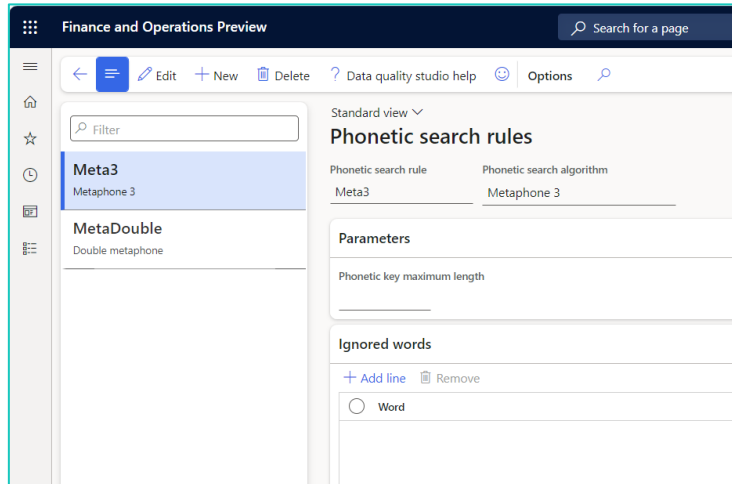 Finance and Operations Preview
Search for a page
Edit
New
Delete
? Data quality studio help
Options
Filter
Meta3
Metaphone 3
MetaDouble
Double metaphone
Standard view
Phonetic search rules
Phonetic search rule
Phonetic search algorithm
Meta3
Metaphone 3
Parameters
Phonetic key maximum length
Ignored words
+ Add line
Remove
Word